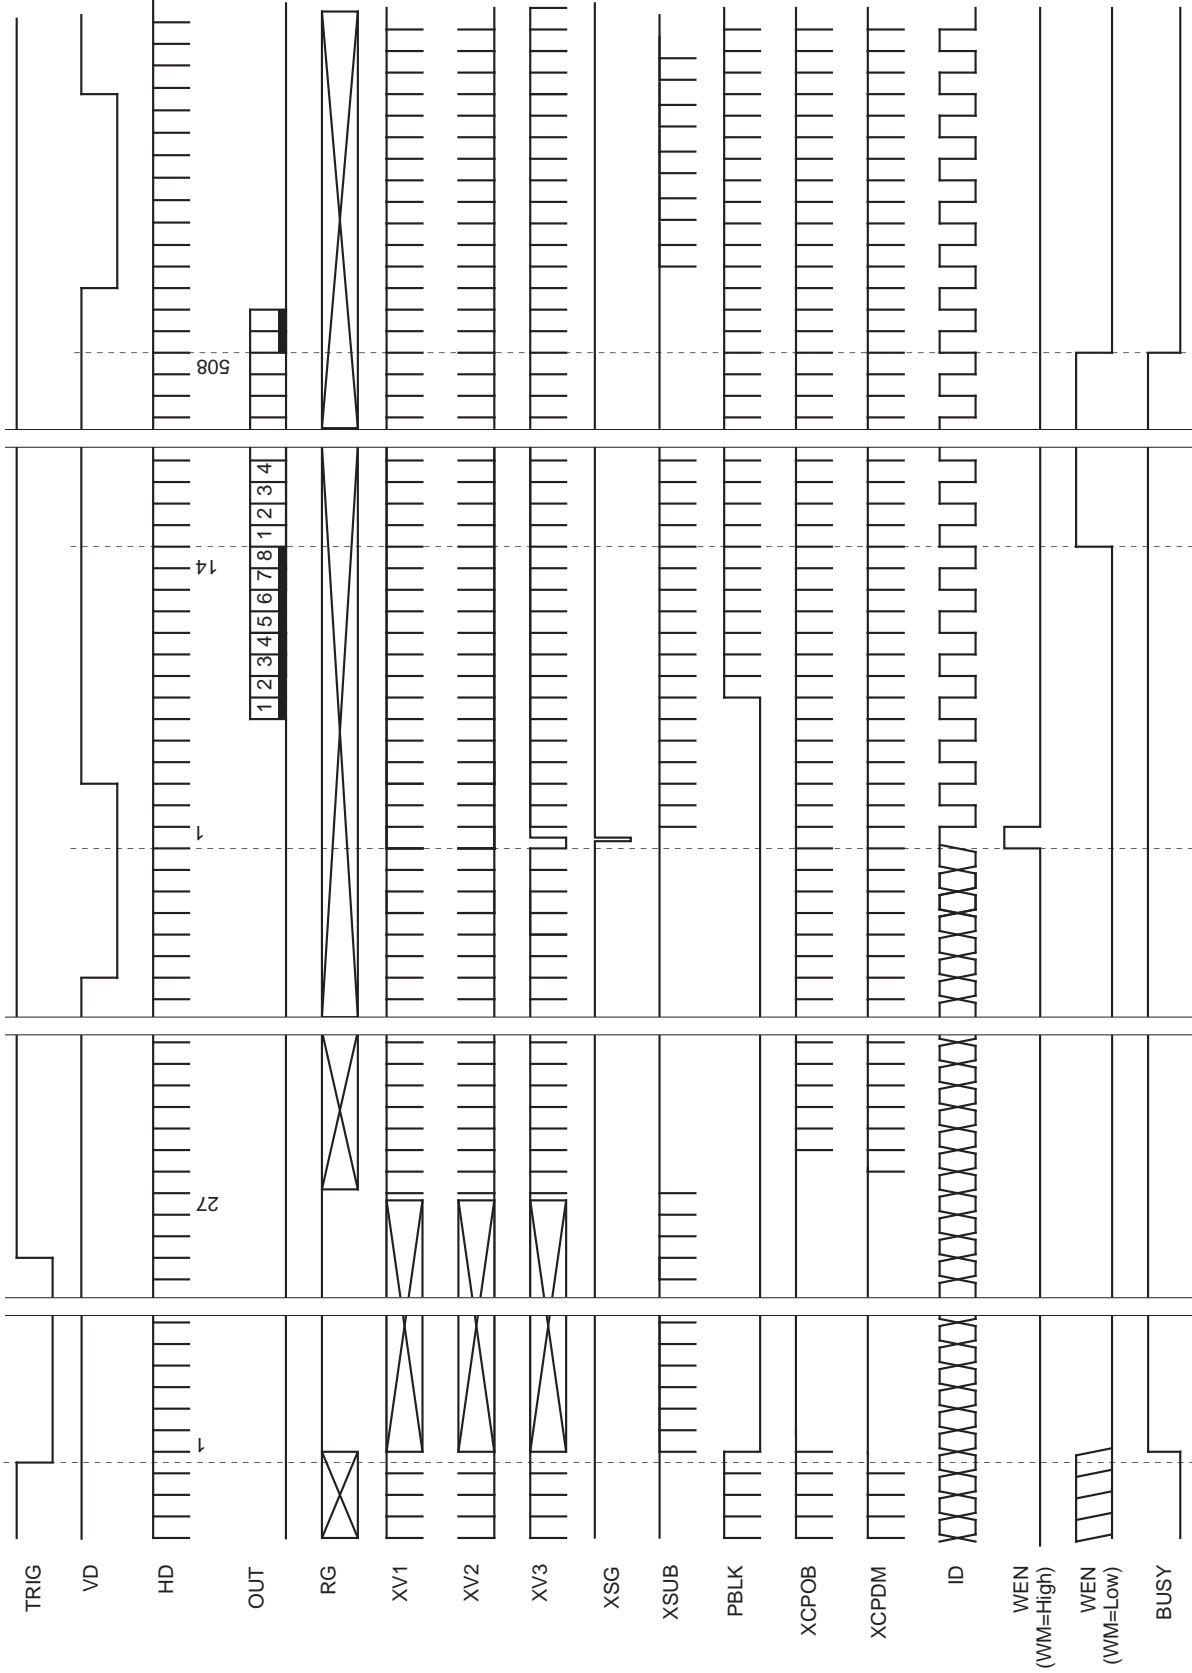 TRIG
VD
HD
1
27
1
14
508
OUT
1 2 3 4 5 6 7 8 1 2 3 4
RG
XV1
XV2
XV3
XSG
XSUB
PBLK
XCPOB
XCPDM
ID
WEN
(WM=High)
WEN
(WM=Low)
BUSY